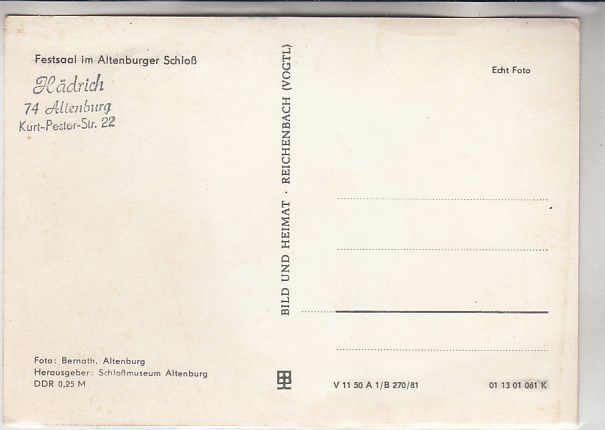 Festsaal im Altenburger Schloß
Hädrich
74 Altenburg
Kurt-Pester-Str. 22
BILD UND HEIMAT · REICHENBACH (VOGTL)
Echt Foto
Foto: Bernath, Altenburg
Herausgeber: Schloßmuseum Altenburg
DDR 0,25 M
V 11 50 A 1/B 270/81
01 13 01 061 K